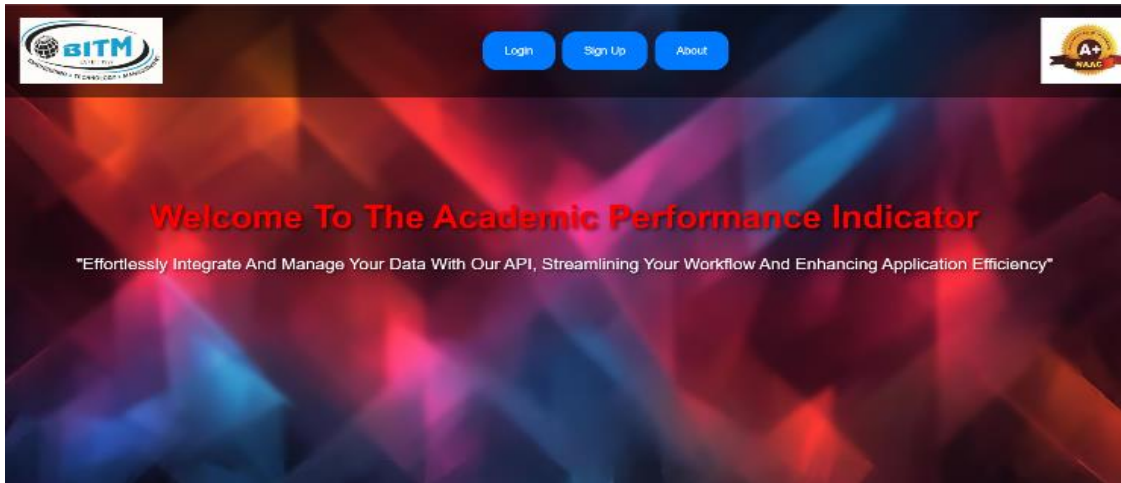 BITM
Login
Sign Up
About
A+
NAAC
Welcome To The Academic Performance Indicator
"Effortlessly Integrate And Manage Your Data With Our API, Streamlining Your Workflow And Enhancing Application Efficiency"